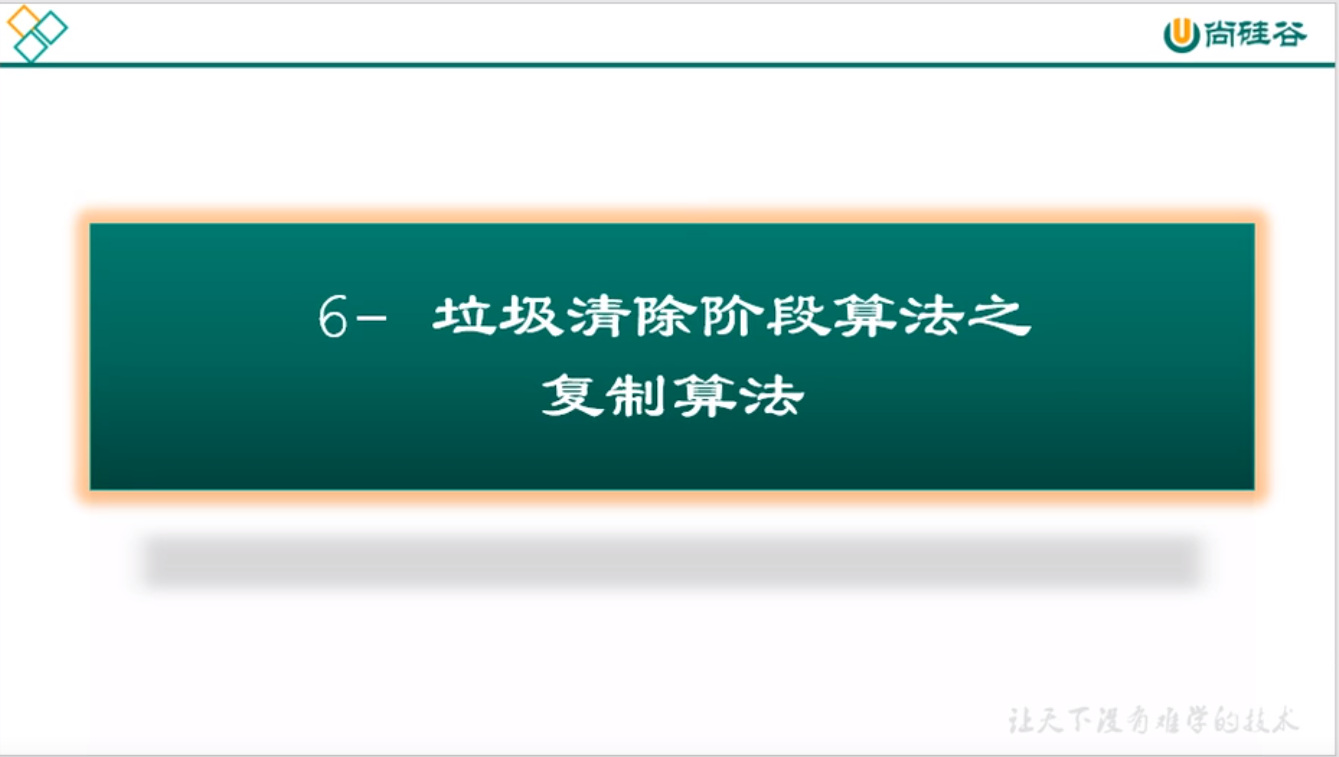 尚硅谷
6- 垃圾清除阶段算法之
复制算法
让天下没有难学的技术